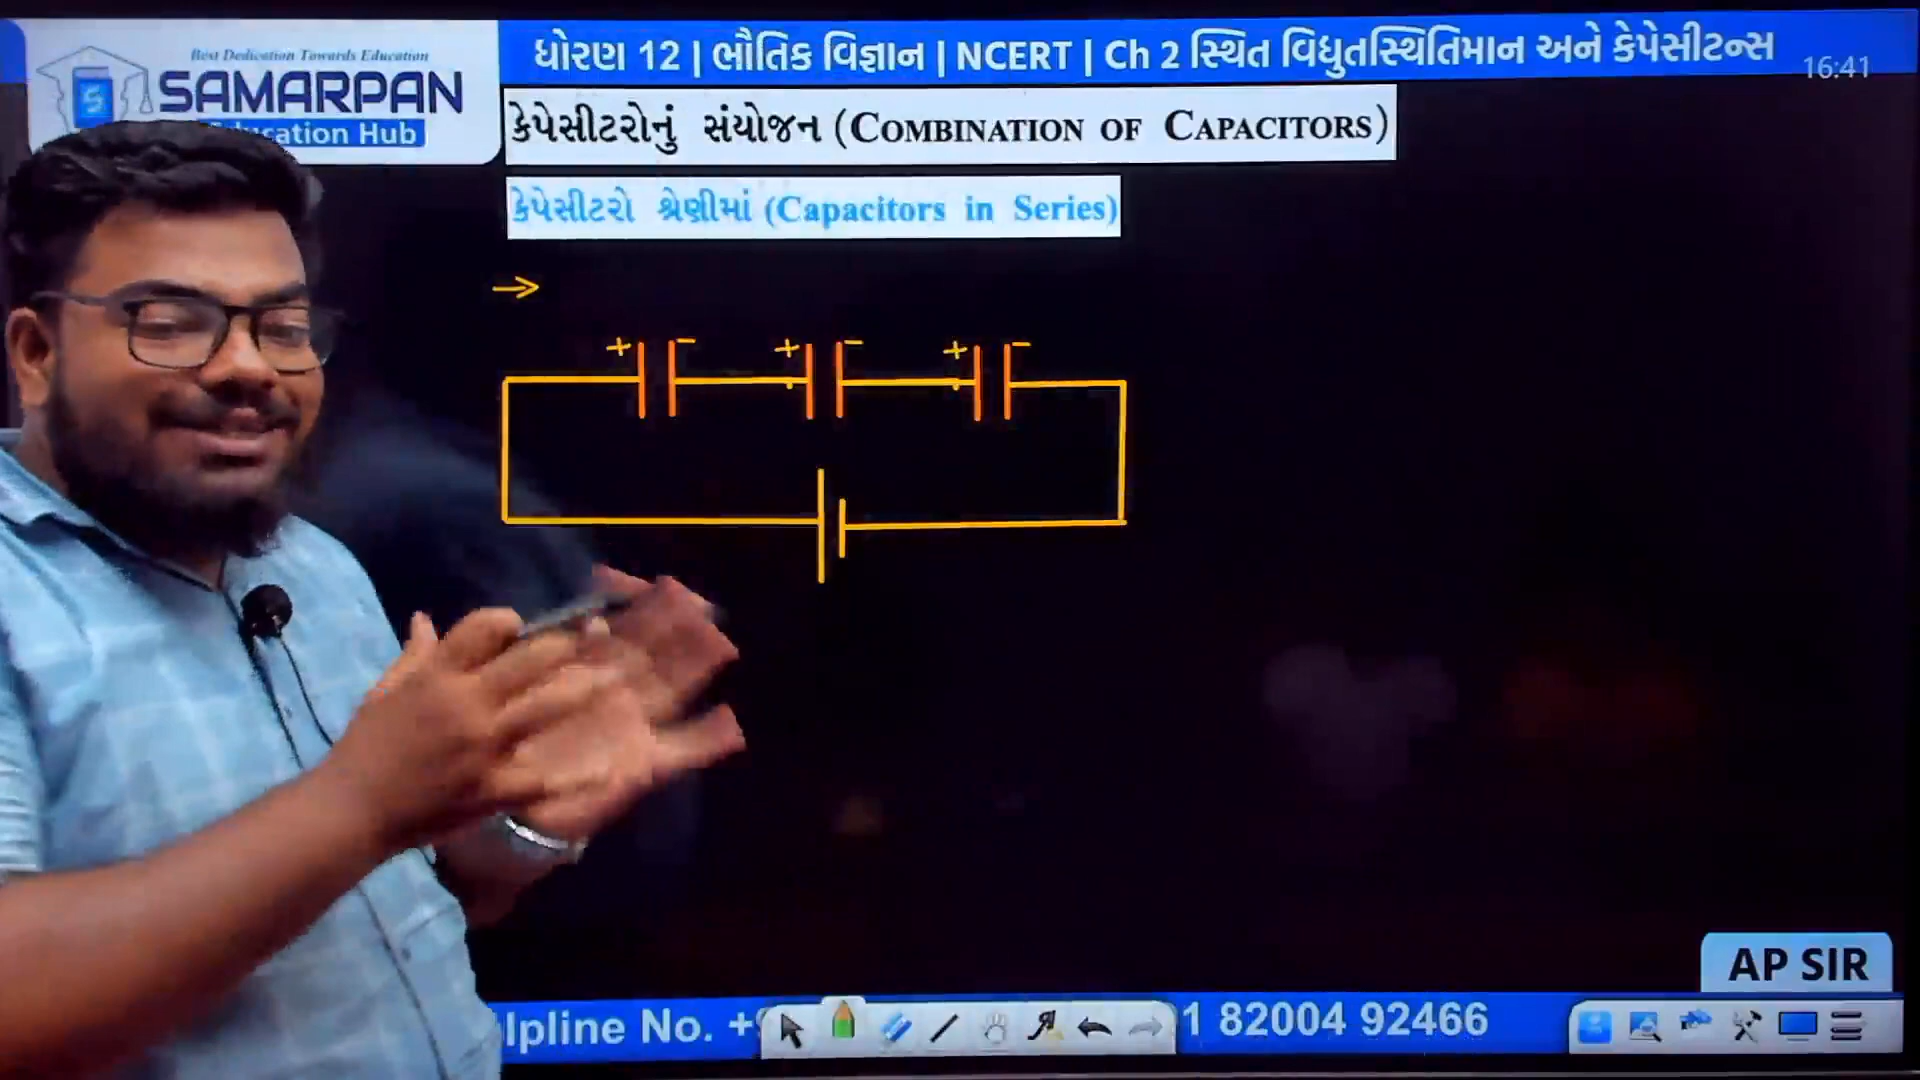 Best Dedication Towards Education
SAMARPAN
Education Hub
ધોરણ 12 | ભૌતિક વિજ્ઞાન | NCERT | Ch 2 સ્થિત વિદ્યુતસ્થિતિમાન અને કેપેસીટન્સ
16:41
કેપેસીટરોનું સંયોજન (COMBINATION OF CAPACITORS)
કેપેસીટરો શ્રેણીમાં (Capacitors in Series)
+ - + - + -
AP SIR
lpline No. +9 1 82004 92466